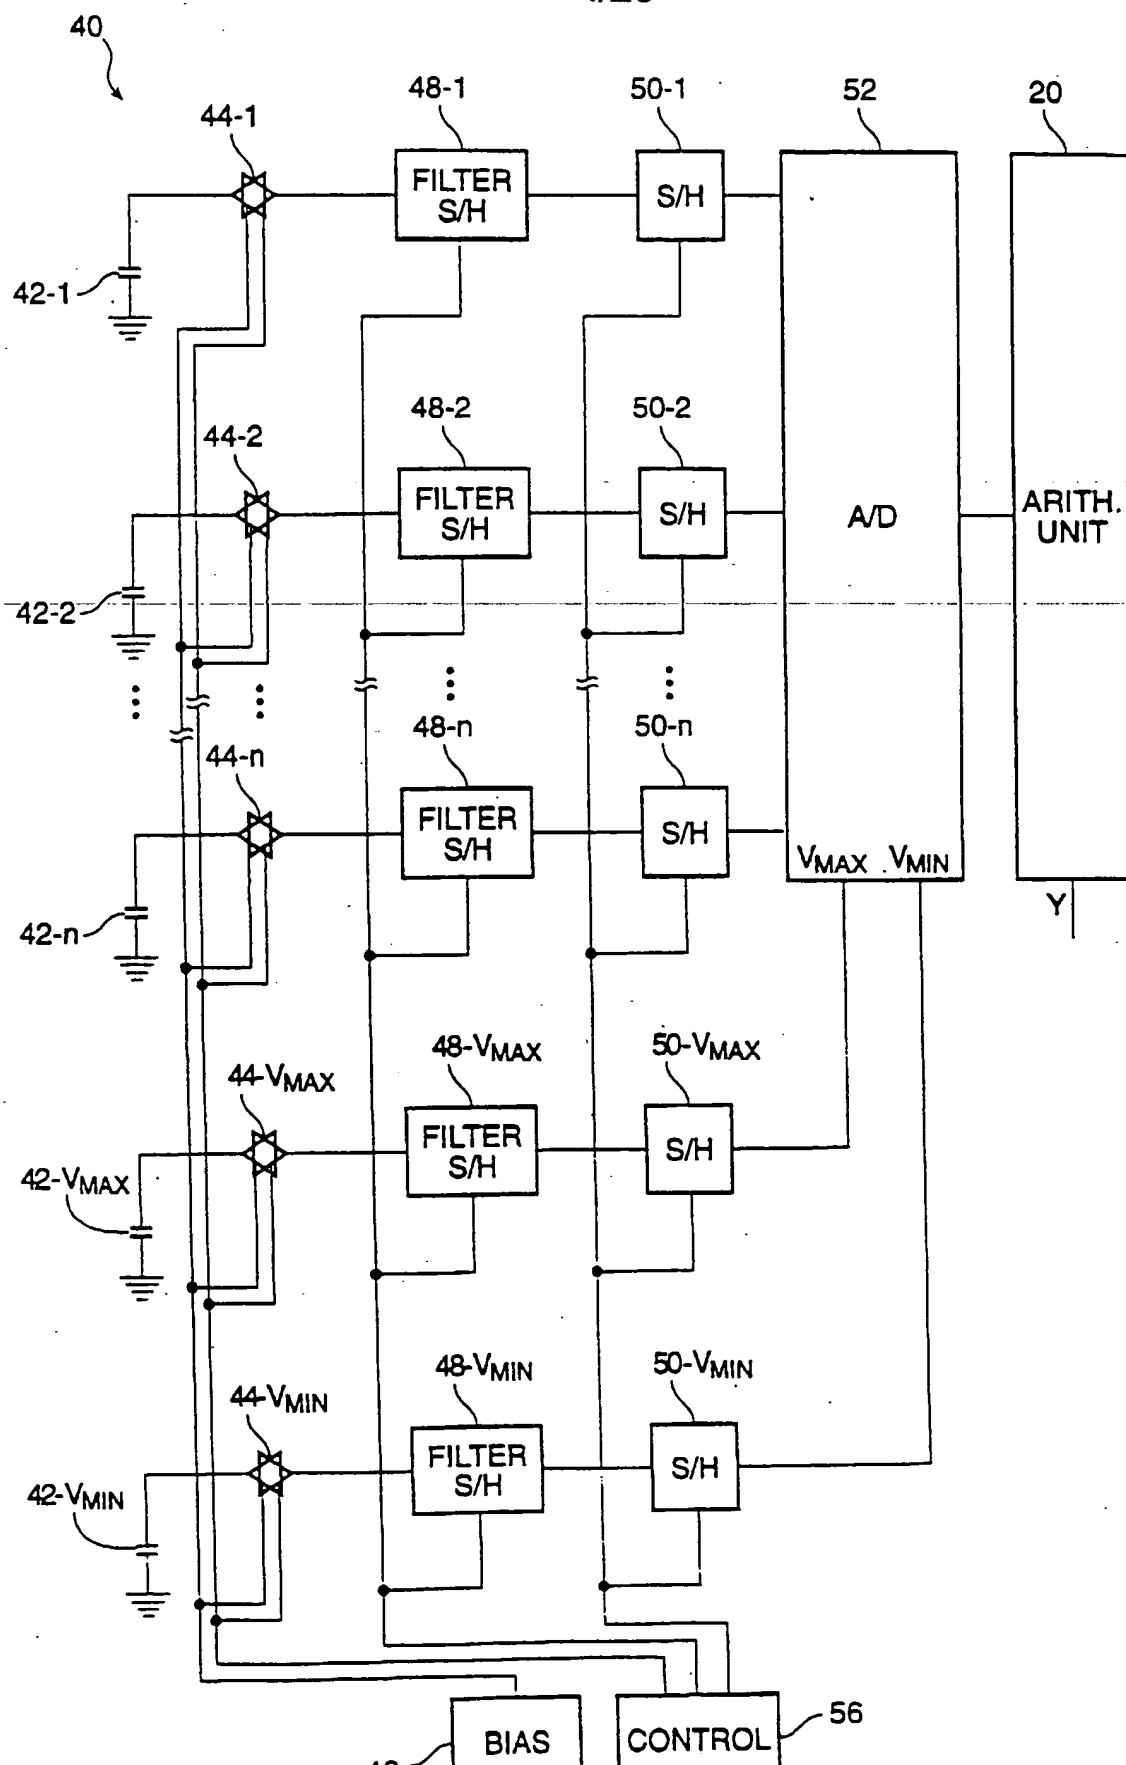 40
44-1
48-1
50-1
52
20
FILTER
S/H
S/H
42-1
44-2
48-2
50-2
FILTER
S/H
S/H
A/D
ARITH.
UNIT
42-2
44-n
48-n
50-n
FILTER
S/H
S/H
VMAX
VMIN
42-n
Y
44-VMAX
48-VMAX
50-VMAX
FILTER
S/H
S/H
42-VMAX
44-VMIN
48-VMIN
50-VMIN
FILTER
S/H
S/H
42-VMIN
BIAS
CONTROL
56